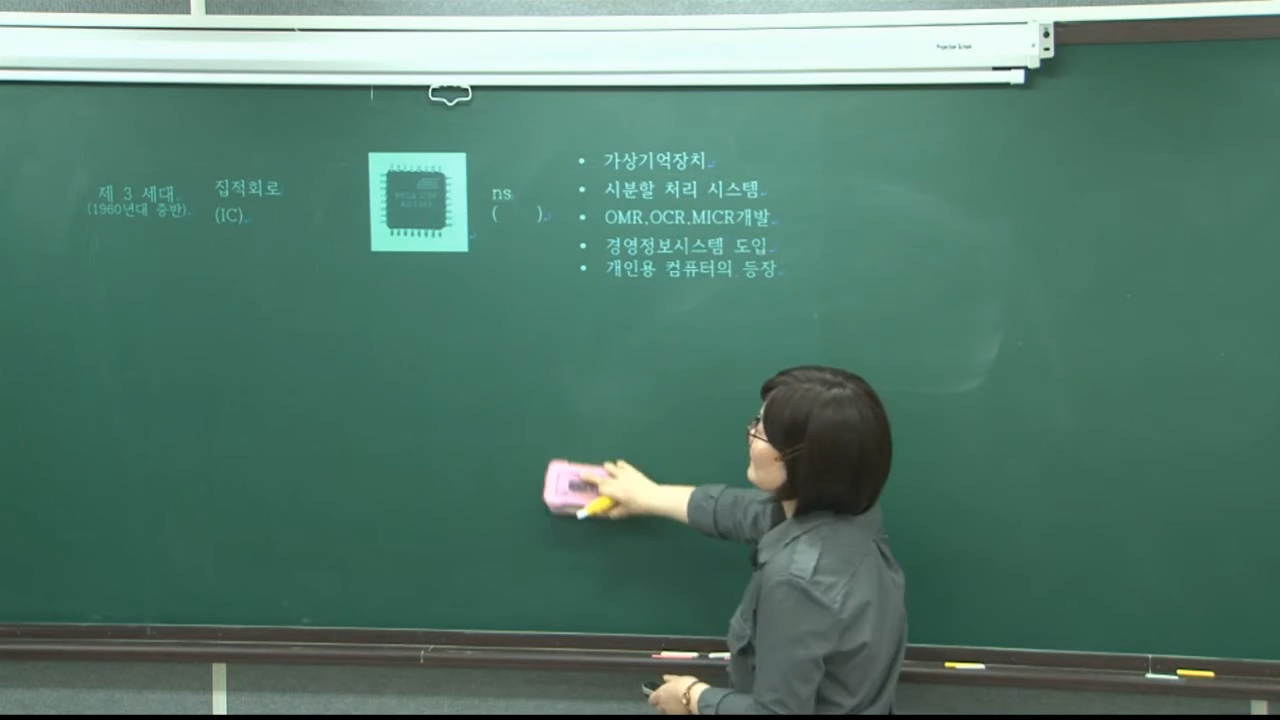 Projection Screen
제 3 세대
(1960년대 중반)
집적회로
(IC)
ns
( )
• 가상기억장치
• 시분할 처리 시스템
• OMR,OCR,MICR개발
• 경영정보시스템 도입
• 개인용 컴퓨터의 등장